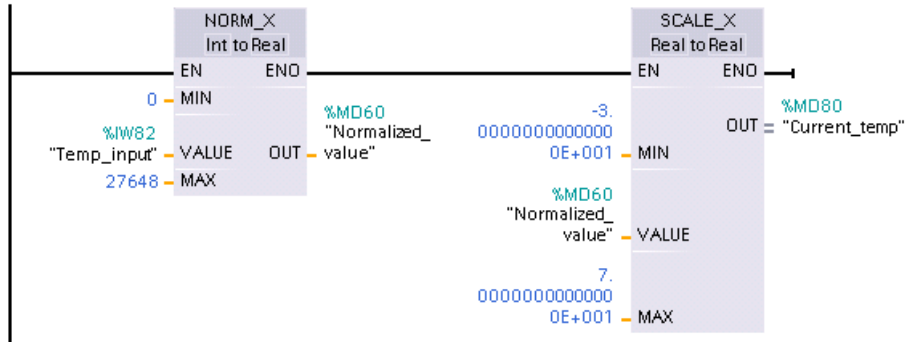 NORM_X
Int to Real
EN ENO
0 MIN
%IW82
"Temp_input" VALUE
OUT
%MD60
"Normalized_
value"
27648 MAX
SCALE_X
Real to Real
EN ENO
-3.
0000000000000
0E+001 MIN
OUT
%MD80
"Current_temp"
%MD60
"Normalized_
value" VALUE
7.
0000000000000
0E+001 MAX